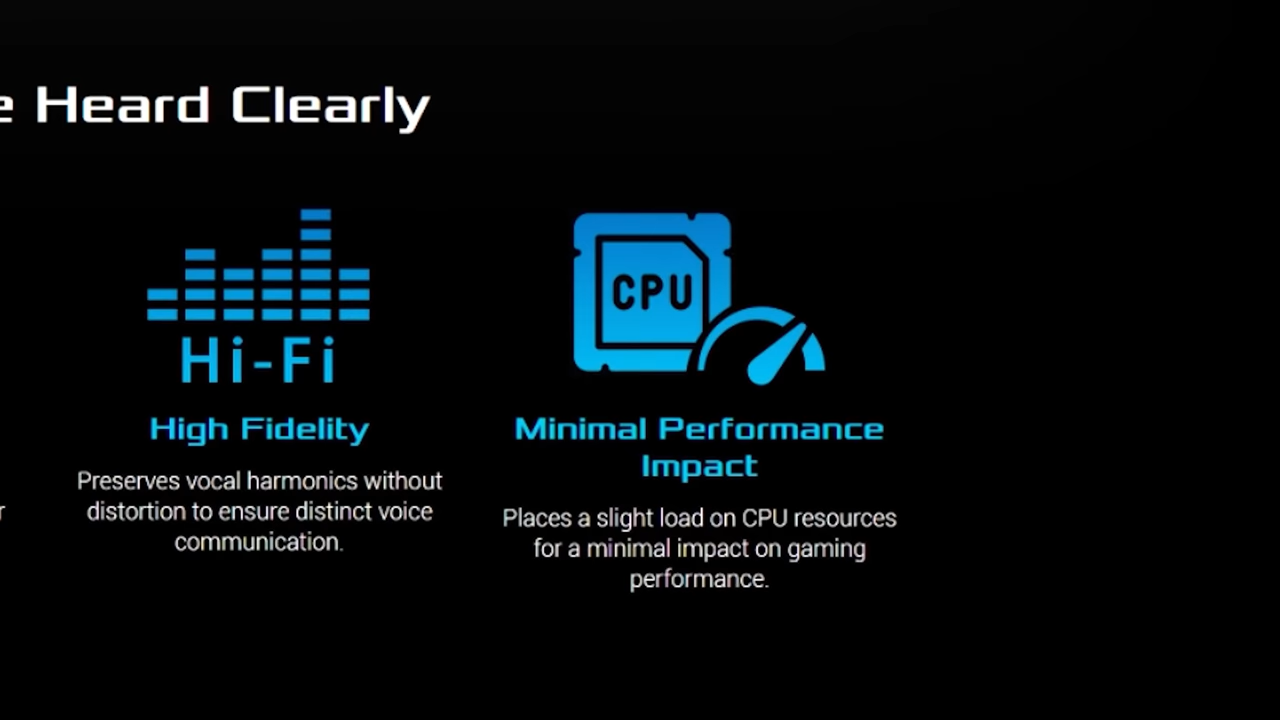 Heard Clearly
Hi-Fi
High Fidelity
Preserves vocal harmonics without
distortion to ensure distinct voice
communication.
CPU
Minimal Performance
Impact
Places a slight load on CPU resources
for a minimal impact on gaming
performance.